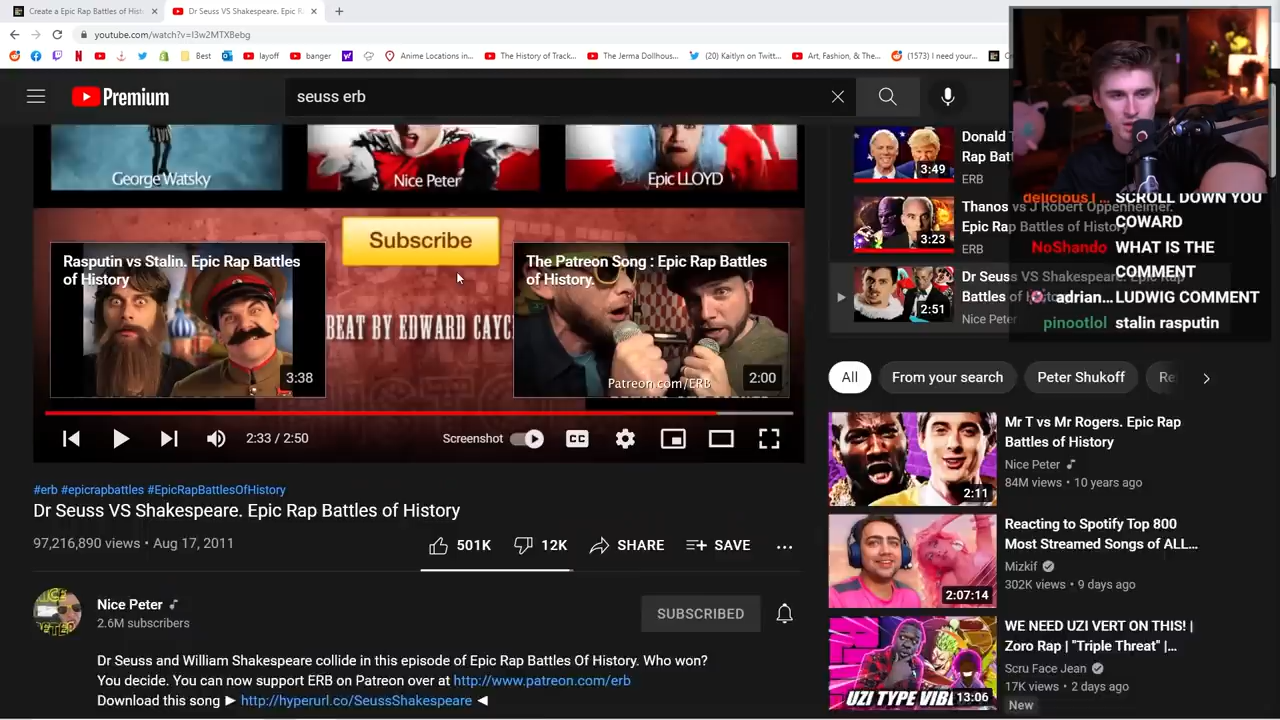 Create a Epic Rap Battles of Hist
Dr Seuss VS Shakespeare. Epic R
youtube.com/watch?v=l3w2MTXBebg
Best
layoff
banger
Anime Locations in...
The History of Track...
The Jerma Dollhous...
(20) Kaitlyn on Twitt...
Art, Fashion, & The...
(1573) I need your...
Premium
seuss erb
George Watsky
Nice Peter
Epic LLOYD
Subscribe
Rasputin vs Stalin. Epic Rap Battles
of History
3:38
BEAT BY EDWARD CAYC
The Patreon Song : Epic Rap Battles
of History.
Patreon.com/ERB
2:00
2:33 / 2:50
Screenshot
CC
#erb #epicrapbattles #EpicRapBattlesOfHistory
Dr Seuss VS Shakespeare. Epic Rap Battles of History
97,216,890 views • Aug 17, 2011
501K
12K
SHARE
SAVE
Nice Peter
2.6M subscribers
SUBSCRIBED
Dr Seuss and William Shakespeare collide in this episode of Epic Rap Battles Of History. Who won?
You decide. You can now support ERB on Patreon over at http://www.patreon.com/erb
Download this song ► http://hyperurl.co/SeussShakespeare ◄
Donald
Rap Batt
ERB
3:49
Thanos vs J Robert Oppenheimer.
Epic Rap Battles of History
ERB
3:23
Dr Seuss VS Shakespeare. Epic Rap
Battles of
Nice Peter
2:51
SCROLL DOWN YOU
COWARD
NoShando WHAT IS THE
COMMENT
adrian... LUDWIG COMMENT
pinootlol stalin rasputin
All
From your search
Peter Shukoff
Re
Mr T vs Mr Rogers. Epic Rap
Battles of History
Nice Peter
84M views • 10 years ago
2:11
Reacting to Spotify Top 800
Most Streamed Songs of ALL...
Mizkif
302K views • 9 days ago
2:07:14
WE NEED UZI VERT ON THIS! |
Zoro Rap | "Triple Threat" |...
Scru Face Jean
17K views • 2 days ago
New
UZI TYPE VIB
13:06